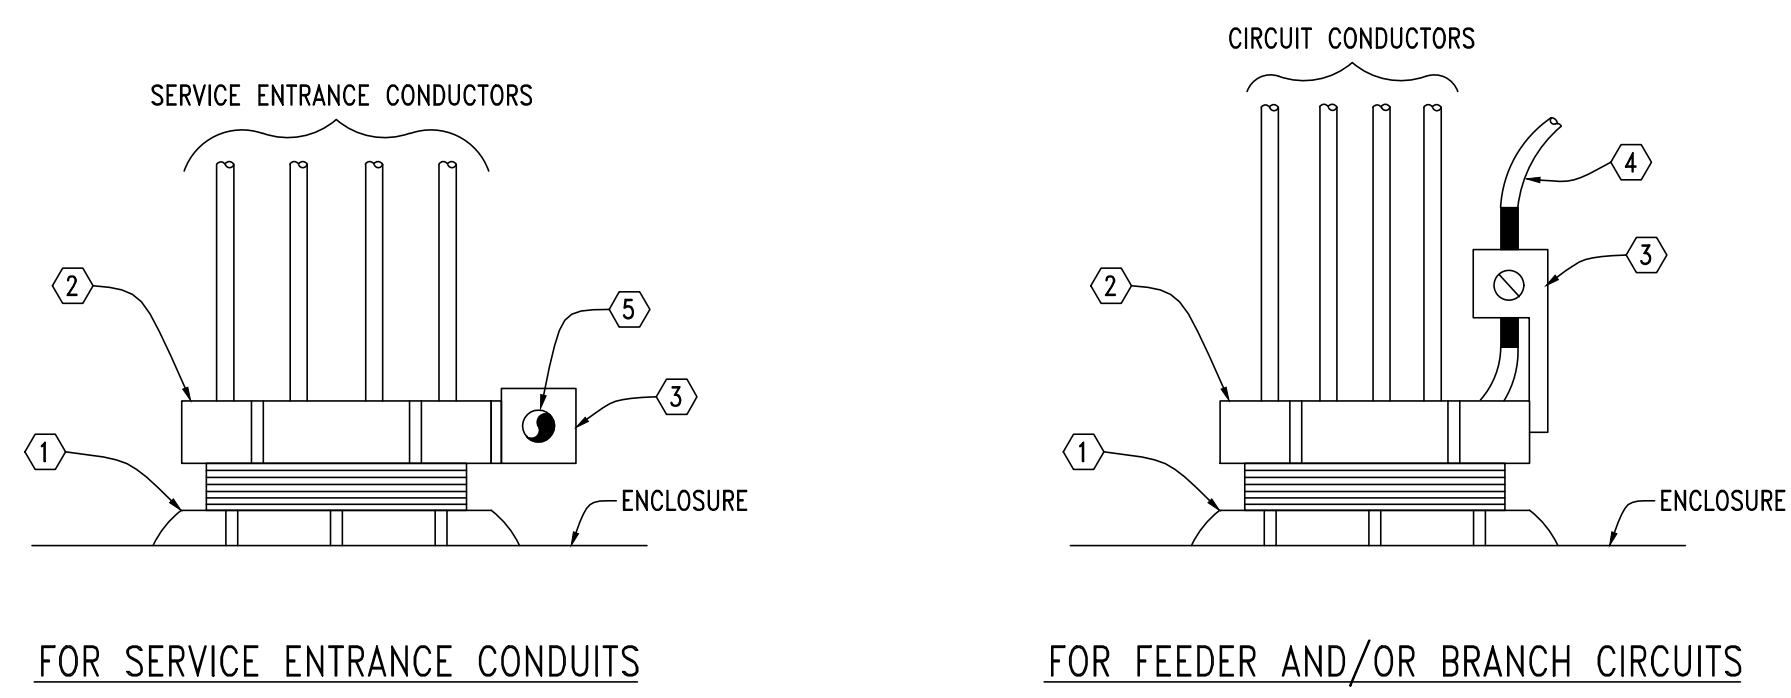 SERVICE ENTRANCE CONDUCTORS
2
5
3
1
ENCLOSURE
FOR SERVICE ENTRANCE CONDUITS
CIRCUIT CONDUCTORS
4
3
2
1
ENCLOSURE
FOR FEEDER AND/OR BRANCH CIRCUITS